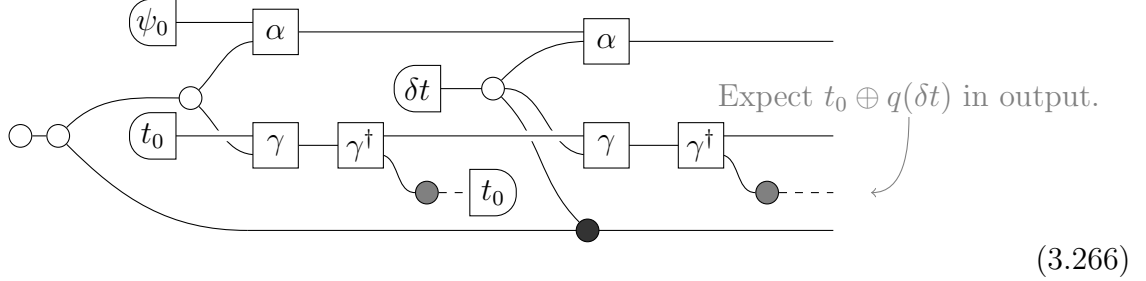 ψ₀
α
α
δt
Expect t₀ ⊕ q(δt) in output.
t₀
γ
γ†
γ
γ†
t₀
(3.266)